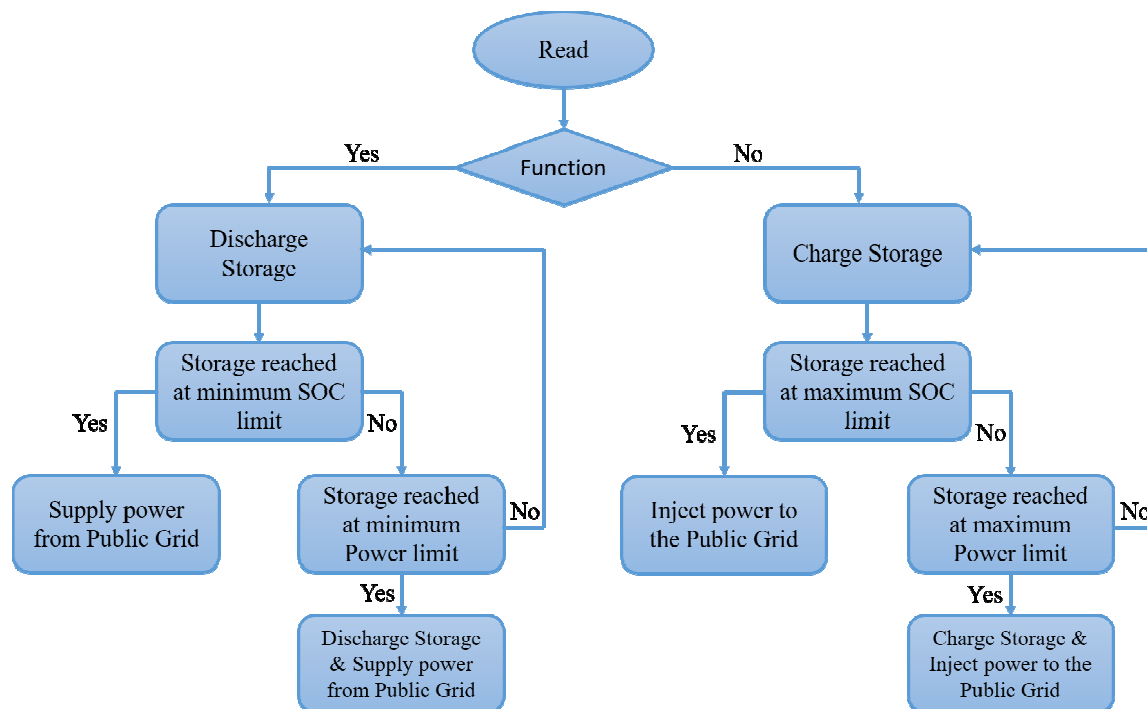 Read
Function
Yes
No
Discharge
Storage
Charge Storage
Storage reached
at minimum SOC
limit
Storage reached
at maximum SOC
limit
Yes
No
Yes
No
Supply power
from Public Grid
Storage reached
at minimum
Power limit
No
Inject power to
the Public Grid
Storage reached
at maximum
Power limit
No
Yes
Yes
Discharge Storage
& Supply power
from Public Grid
Charge Storage &
Inject power to the
Public Grid